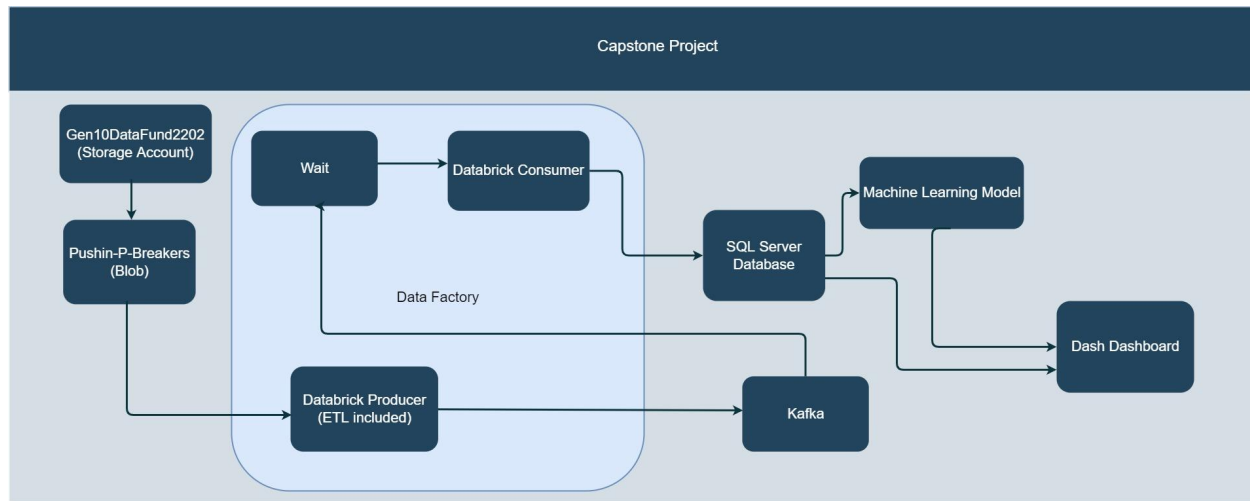 Capstone Project
Gen10DataFund2202
(Storage Account)
Wait
Databrick Consumer
Machine Learning Model
Pushin-P-Breakers
(Blob)
SQL Server
Database
Data Factory
Dash Dashboard
Databrick Producer
(ETL included)
Kafka